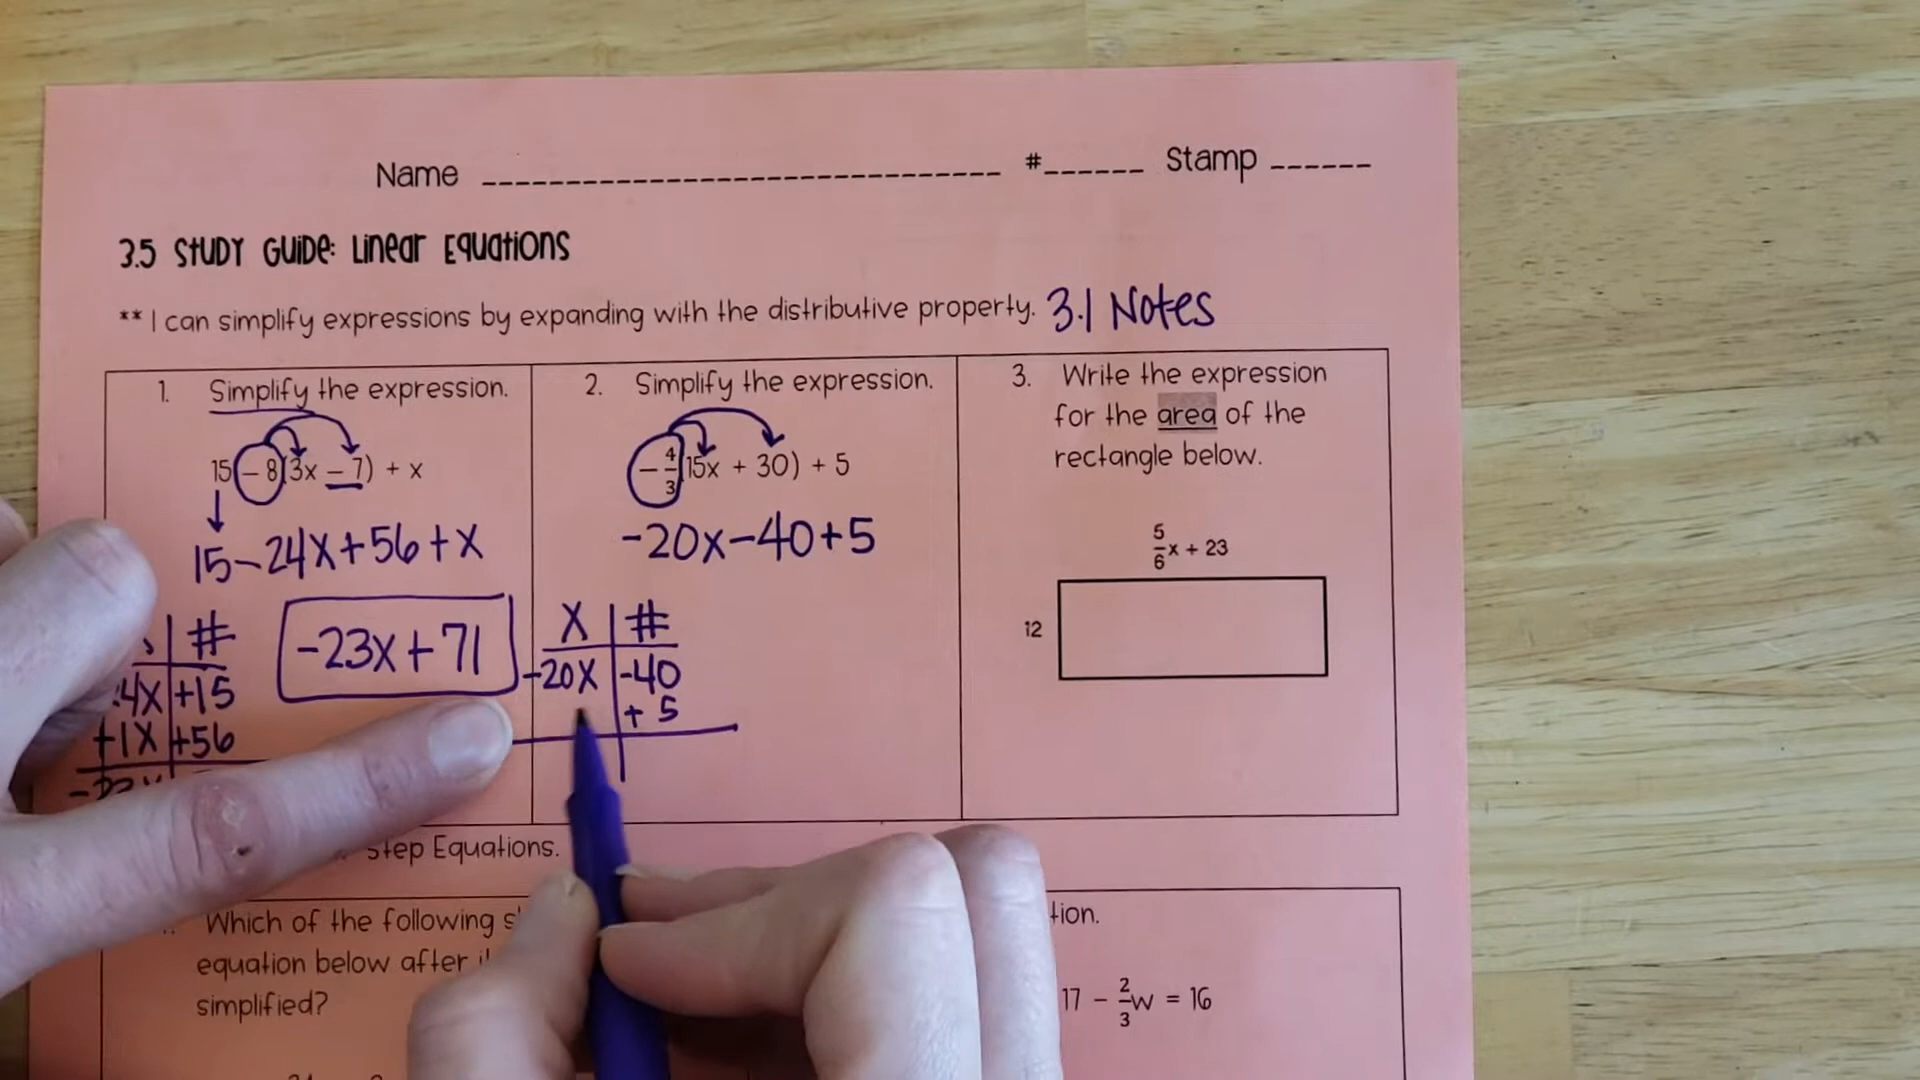 Name ______ #______ Stamp ______
3.5 Study Guide: Linear Equations
** I can simplify expressions by expanding with the distributive property. 3.1 Notes
1. Simplify the expression.
15 - 8(3x - 7) + x
15-24x+56+x
#
-23x+71
4x +15
+1x +56
2. Simplify the expression.
-4/3(15x + 30) + 5
-20x-40+5
X #
-20x -40
+ 5
3. Write the expression
for the area of the
rectangle below.
5/6x + 23
12
Step Equations.
Which of the following
equation below after
simplified?
17 - 2/3w = 16